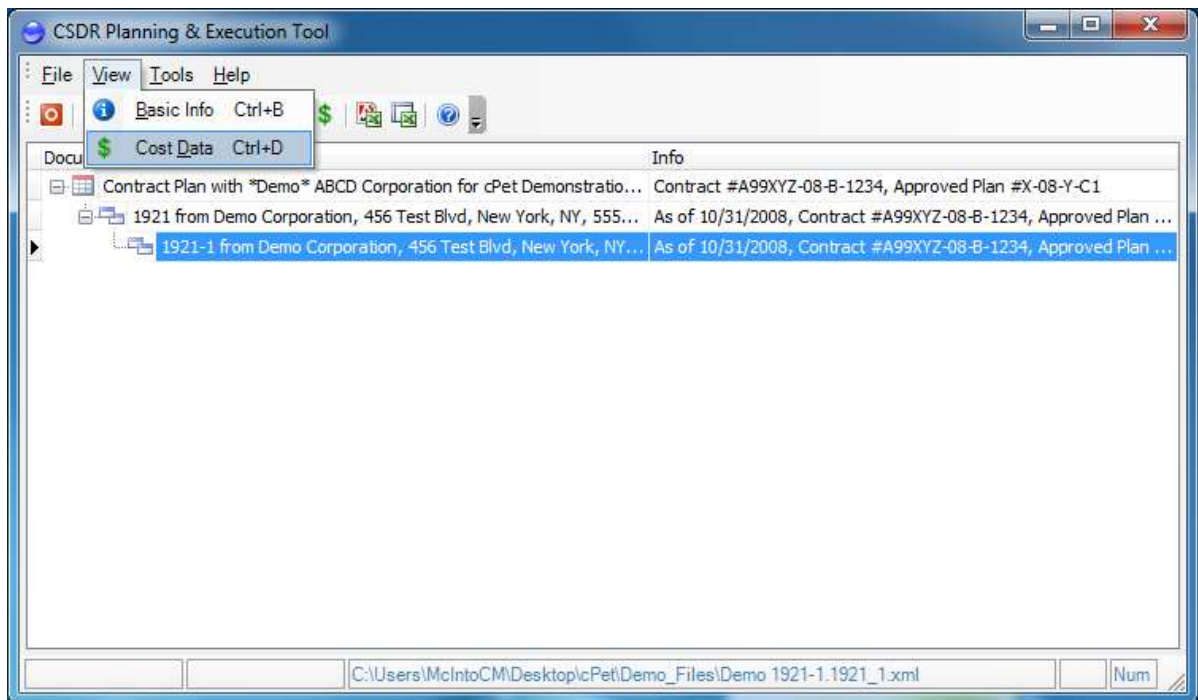 CSDR Planning & Execution Tool
File View Tools Help
Basic Info Ctrl+B
Cost Data Ctrl+D
Docu Info
Contract Plan with *Demo* ABCD Corporation for cPet Demonstratio... Contract #A99XYZ-08-B-1234, Approved Plan #X-08-Y-C1
1921 from Demo Corporation, 456 Test Blvd, New York, NY, 555... As of 10/31/2008, Contract #A99XYZ-08-B-1234, Approved Plan ...
1921-1 from Demo Corporation, 456 Test Blvd, New York, NY... As of 10/31/2008, Contract #A99XYZ-08-B-1234, Approved Plan ...
C:\Users\McIntoCM\Desktop\cPet\Demo_Files\Demo 1921-1.1921_1.xml Num